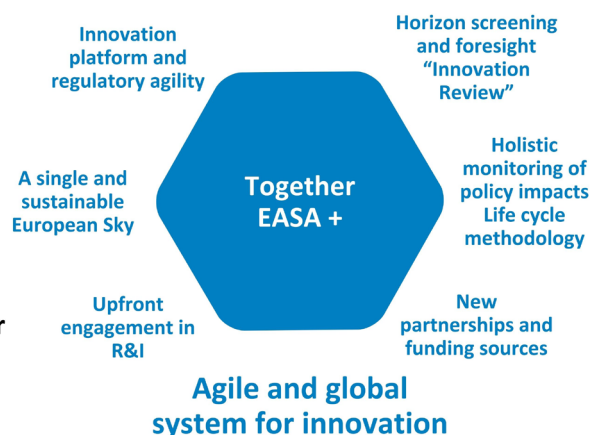 Innovation
platform and
regulatory agility
Horizon screening
and foresight
“Innovation
Review”
A single and
sustainable
European Sky
Together
EASA +
Holistic
monitoring of
policy impacts
Life cycle
methodology
Upfront
engagement in
R&I
New
partnerships and
funding sources
r
Agile and global
system for innovation